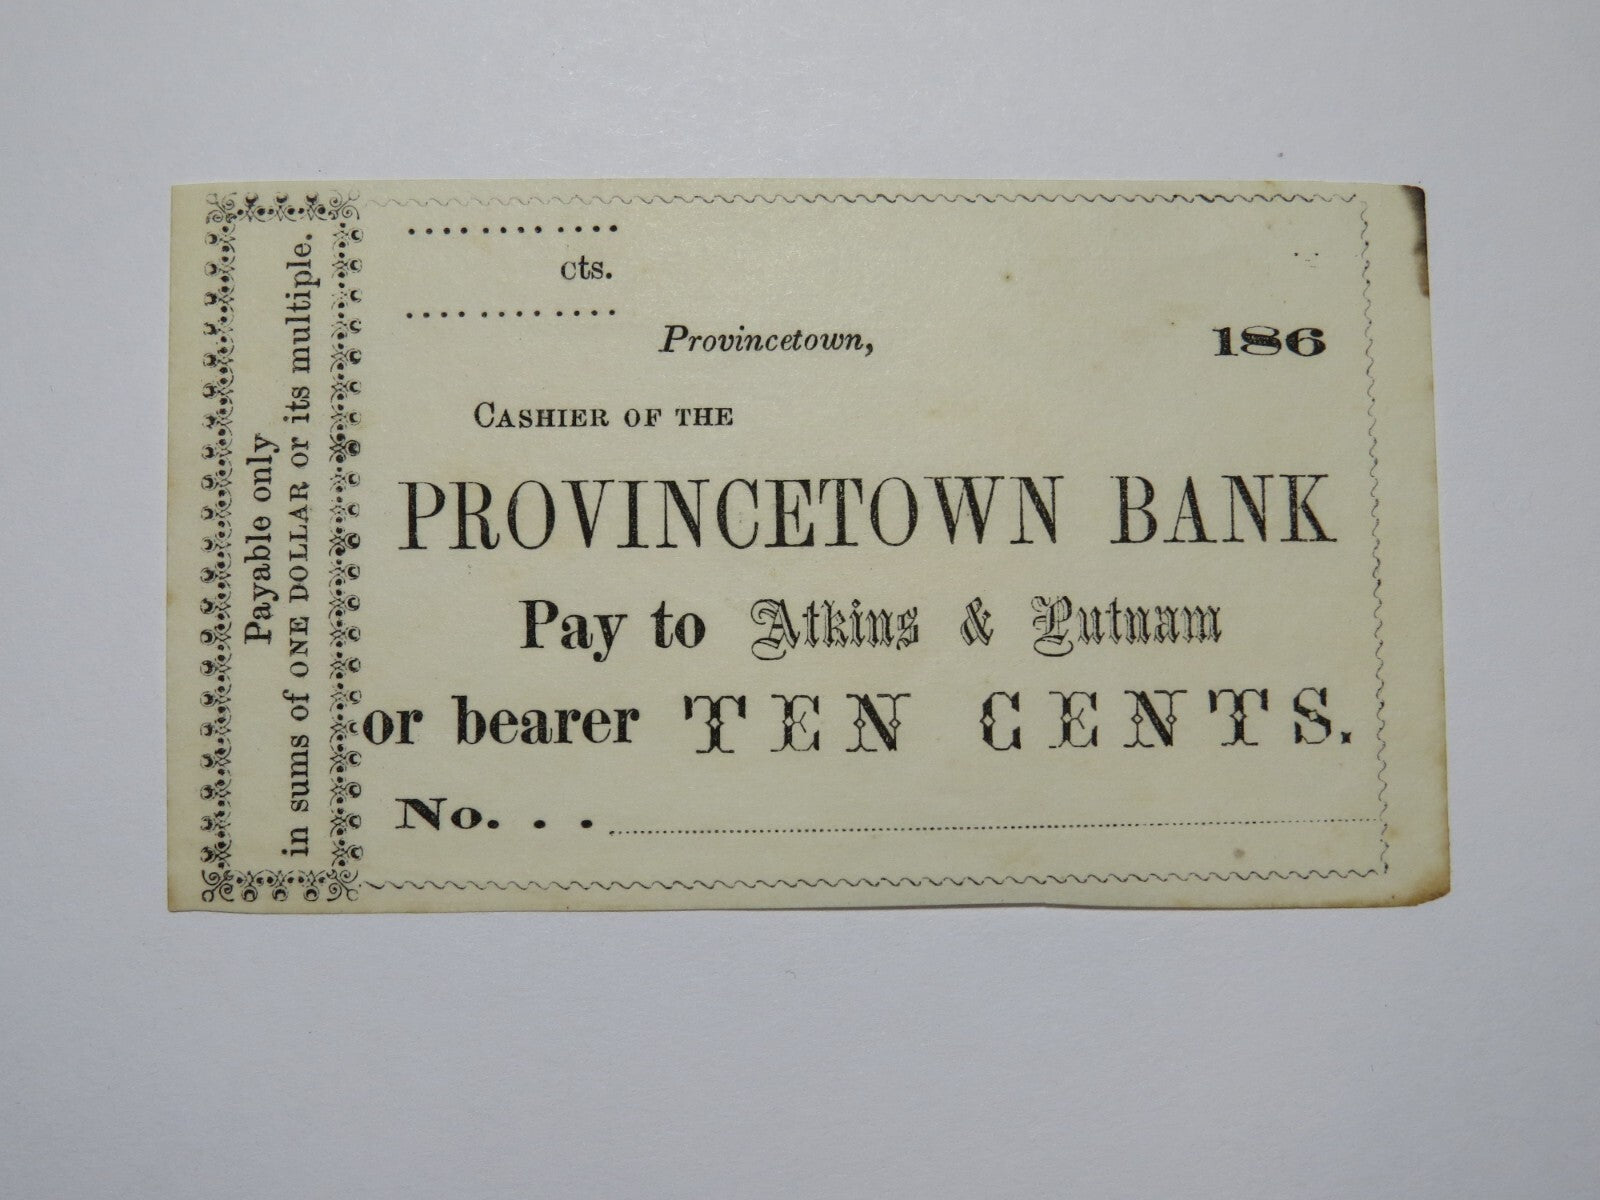 Payable only
in sums of ONE DOLLAR or its multiple.
............
cts.
............
Provincetown, 186
CASHIER OF THE
PROVINCETOWN BANK
Pay to Atkins & Putnam
or bearer TEN CENTS.
No. . .